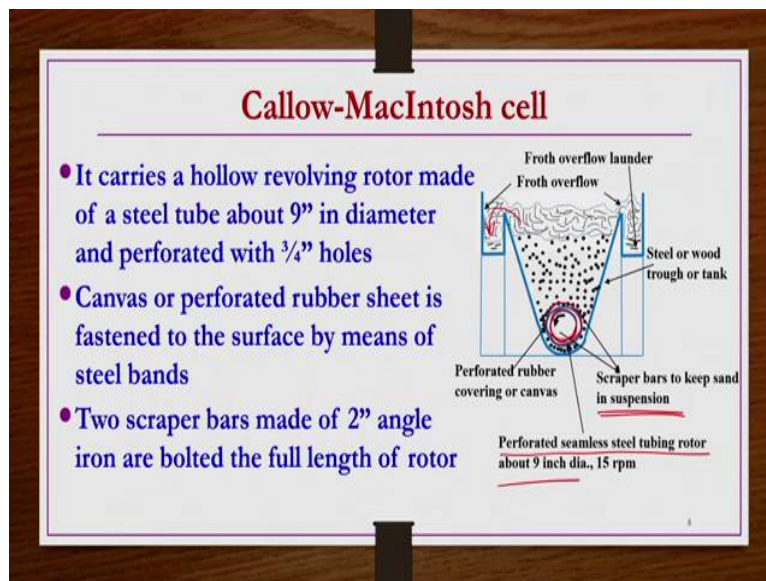 Callow-MacIntosh cell
• It carries a hollow revolving rotor made
of a steel tube about 9” in diameter
and perforated with ¾” holes
• Canvas or perforated rubber sheet is
fastened to the surface by means of
steel bands
• Two scraper bars made of 2” angle
iron are bolted the full length of rotor
Froth overflow launder
Froth overflow
Steel or wood
trough or tank
Perforated rubber
covering or canvas
Scraper bars to keep sand
in suspension
Perforated seamless steel tubing rotor
about 9 inch dia., 15 rpm
8